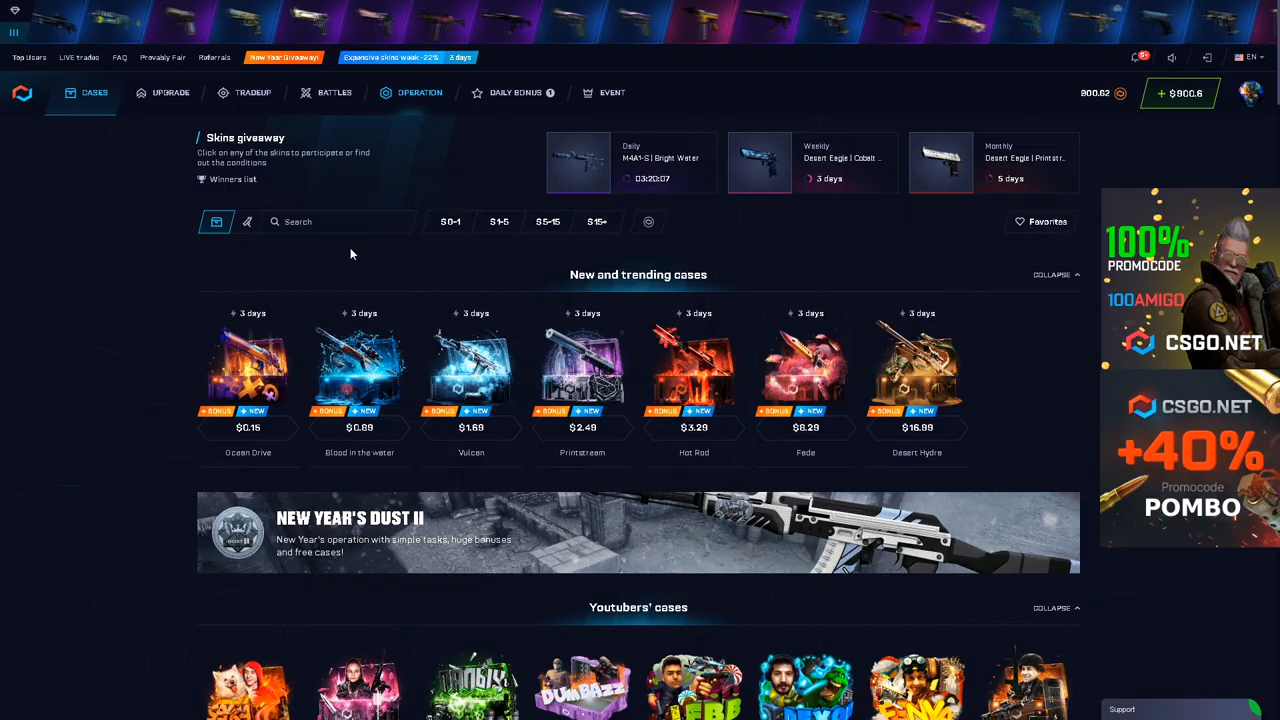 Top Users
LIVE trades
FAQ
Provably Fair
Referrals
New Year Giveaway!
Expensive skins week -22% 3 days
5+
EN
CASES
UPGRADE
TRADEUP
BATTLES
OPERATION
DAILY BONUS 1
EVENT
900.62
+ $900.6
Skins giveaway
Click on any of the skins to participate or find
out the conditions
Winners list
Daily
M4A1-S | Bright Water
03:20:07
Weekly
Desert Eagle | Cobalt ...
3 days
Monthly
Desert Eagle | Printstr...
5 days
Search
$0-1
$1-5
$5-15
$15+
Favorites
New and trending cases
COLLAPSE
3 days
3 days
3 days
3 days
3 days
3 days
3 days
+ BONUS NEW
+ BONUS NEW
+ BONUS NEW
+ BONUS NEW
+ BONUS NEW
+ BONUS NEW
+ BONUS NEW
$0.15
$0.89
$1.69
$2.49
$3.29
$8.29
$16.99
Ocean Drive
Blood in the water
Vulcan
Printstream
Hot Rod
Fade
Desert Hydra
NEW YEAR'S DUST II
New Year's operation with simple tasks, huge bonuses
and free cases!
DUST II
Youtubers' cases
COLLAPSE
DUMBAZZ
100%
PROMOCODE
100AMIGO
CSGO.NET
CSGO.NET
+40%
Promocode
POMBO
Support